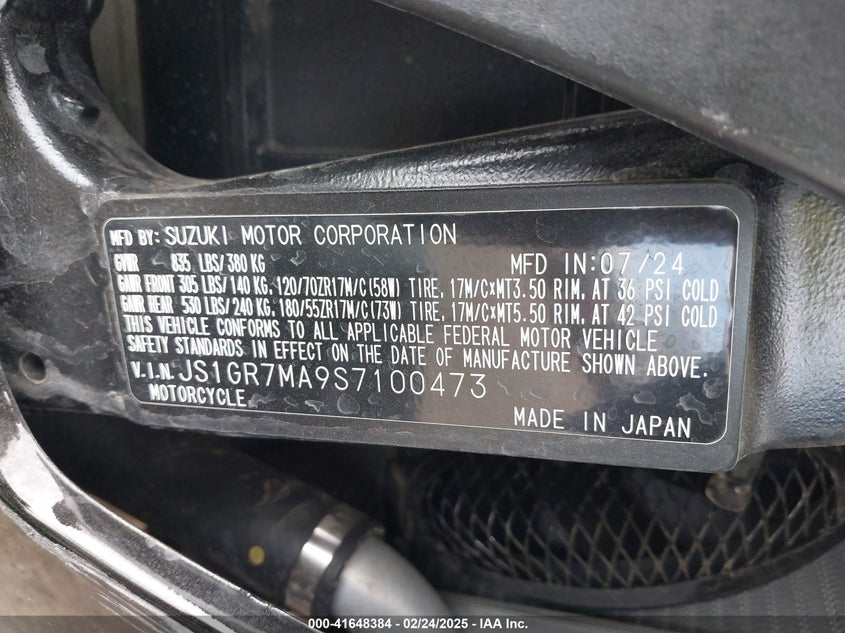 MFD BY: SUZUKI MOTOR CORPORATION
GVWR 835 LBS/380 KG MFD IN:07/24
GAWR FRONT 305 LBS/140 KG, 120/70ZR17M/C(58W) TIRE, 17M/C×MT3.50 RIM, AT 36 PSI COLD
GAWR REAR 530 LBS/240 KG, 180/55ZR17M/C(73W) TIRE, 17M/C×MT5.50 RIM, AT 42 PSI COLD
THIS VEHICLE CONFORMS TO ALL APPLICABLE FEDERAL MOTOR VEHICLE
SAFETY STANDARDS IN EFFECT ON THE DATE OF MANUFACTURE SHOWN ABOVE.
V.I.N. JS1GR7MA9S7100473
MOTORCYCLE
MADE IN JAPAN
000-41648384 - 02/24/2025 - IAA Inc.